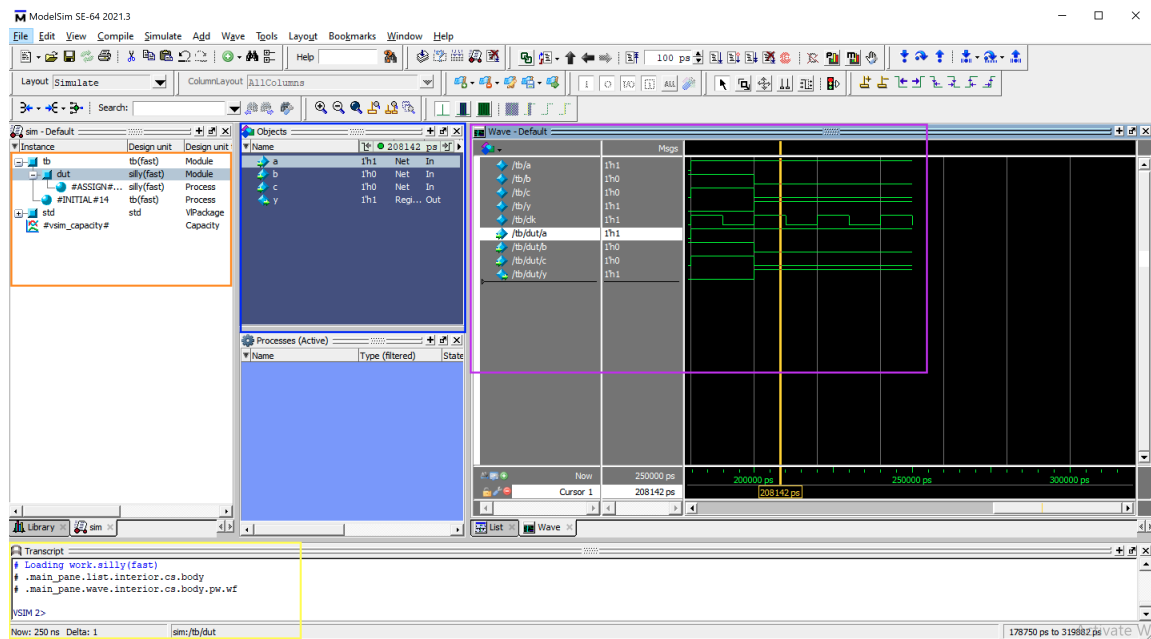 ModelSim SE-64 2021.3
File Edit View Compile Simulate Add Wave Tools Layout Bookmarks Window Help
Help 100 ps
Layout Simulate ColumnLayout AllColumns
ALL
Search:
sim - Default
Instance Design unit Design unit
tb tb(fast) Module
dut silly(fast) Module
#ASSIGN#... silly(fast) Process
#INITIAL#14 tb(fast) Process
std std VlPackage
#vsim_capacity# Capacity
Library sim
Objects
Name 208142 ps
a 1'h1 Net In
b 1'h0 Net In
c 1'h0 Net In
y 1'h1 Regi... Out
Processes (Active)
Name Type (filtered) State
Wave - Default
Msgs
/tb/a 1'h1
/tb/b 1'h0
/tb/c 1'h0
/tb/y 1'h1
/tb/clk 1'h1
/tb/dut/a 1'h1
/tb/dut/b 1'h0
/tb/dut/c 1'h0
/tb/dut/y 1'h1
Now 250000 ps 200000 ps 250000 ps 300000 ps
Cursor 1 208142 ps 208142 ps
List Wave
Transcript
# Loading work.silly(fast)
# .main_pane.list.interior.cs.body
# .main_pane.wave.interior.cs.body.pw.wf
VSIM 2>
Now: 250 ns Delta: 1 sim:/tb/dut 178750 ps to 319882 ps
Activate W